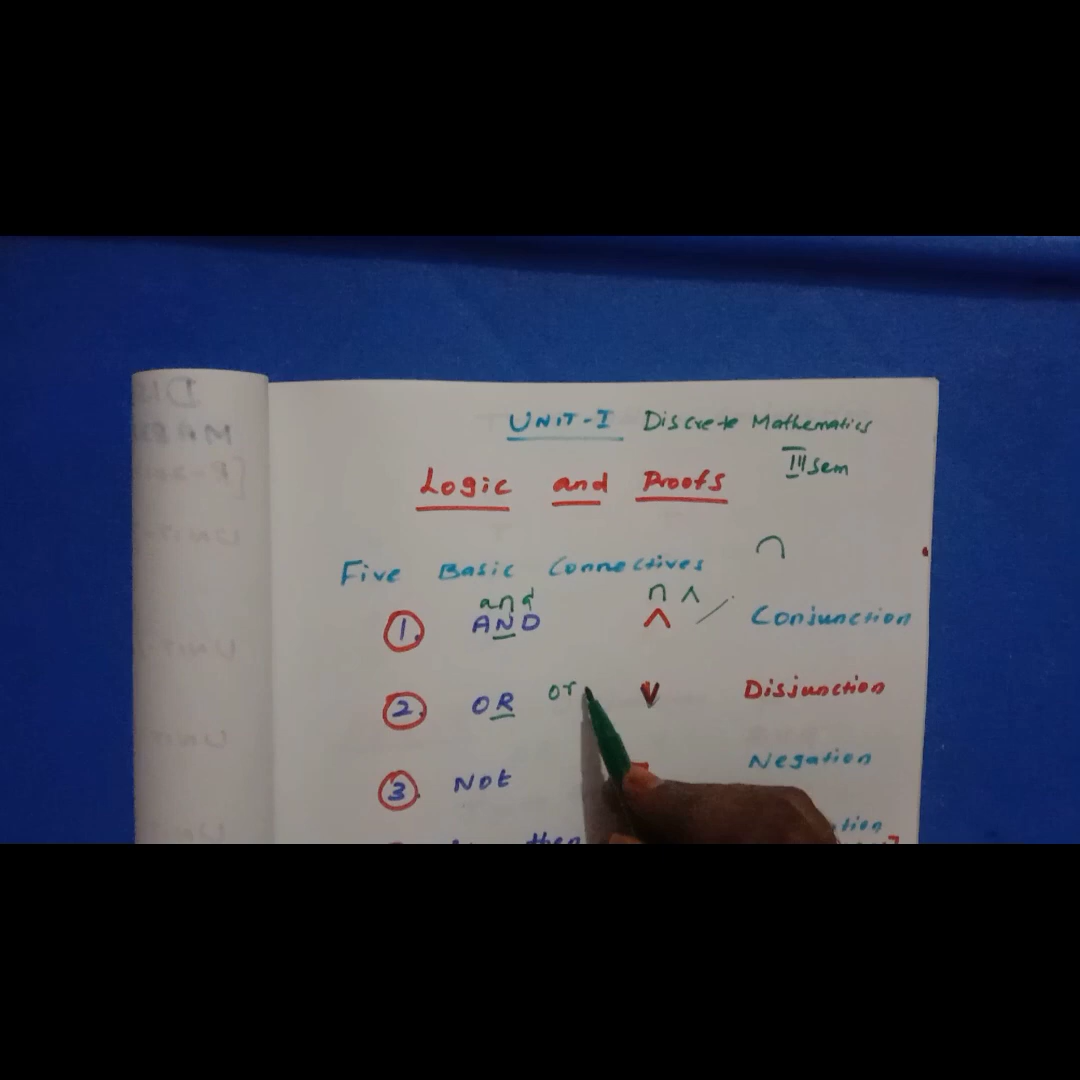 UNIT-I Discrete Mathematics
III Sem
Logic and Proofs
Five Basic Connectives
and ∩ ∧ ∩
1. AND ∧ Conjunction
2. OR or ∨ Disjunction
3. Not Negation
then